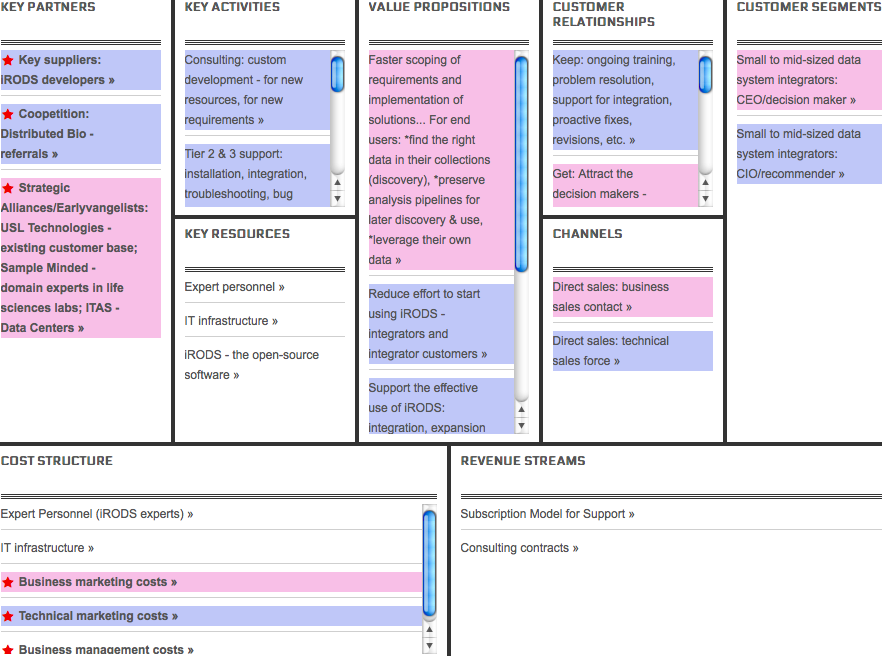 KEY PARTNERS
Key suppliers:
iRODS developers »
Coopetition:
Distributed Bio -
referrals »
Strategic
Alliances/Earlyvangelists:
USL Technologies -
existing customer base;
Sample Minded -
domain experts in life
sciences labs; ITAS -
Data Centers »
KEY ACTIVITIES
Consulting: custom
development - for new
resources, for new
requirements »
Tier 2 & 3 support:
installation, integration,
troubleshooting, bug
KEY RESOURCES
Expert personnel »
IT infrastructure »
iRODS - the open-source
software »
VALUE PROPOSITIONS
Faster scoping of
requirements and
implementation of
solutions... For end
users: *find the right
data in their collections
(discovery), *preserve
analysis pipelines for
later discovery & use,
*leverage their own
data »
Reduce effort to start
using iRODS -
integrators and
integrator customers »
Support the effective
use of iRODS:
integration, expansion
CUSTOMER
RELATIONSHIPS
Keep: ongoing training,
problem resolution,
support for integration,
proactive fixes,
revisions, etc. »
Get: Attract the
decision makers -
CHANNELS
Direct sales: business
sales contact »
Direct sales: technical
sales force »
CUSTOMER SEGMENTS
Small to mid-sized data
system integrators:
CEO/decision maker »
Small to mid-sized data
system integrators:
CIO/recommender »
COST STRUCTURE
Expert Personnel (iRODS experts) »
IT infrastructure »
Business marketing costs »
Technical marketing costs »
Business management costs »
REVENUE STREAMS
Subscription Model for Support »
Consulting contracts »